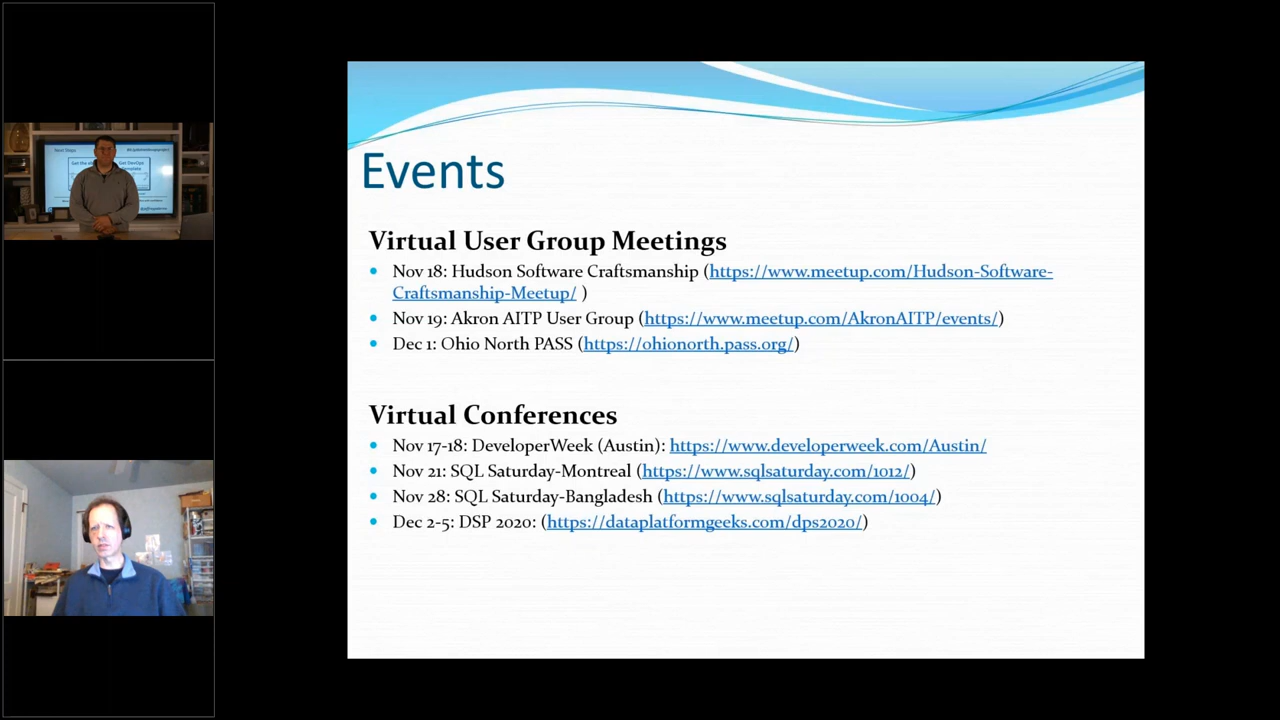 Next Steps
Events
Virtual User Group Meetings
Nov 18: Hudson Software Craftsmanship (https://www.meetup.com/Hudson-Software-
Craftsmanship-Meetup/ )
Nov 19: Akron AITP User Group (https://www.meetup.com/AkronAITP/events/)
Dec 1: Ohio North PASS (https://ohionorth.pass.org/)
Virtual Conferences
Nov 17-18: DeveloperWeek (Austin): https://www.developerweek.com/Austin/
Nov 21: SQL Saturday-Montreal (https://www.sqlsaturday.com/1012/)
Nov 28: SQL Saturday-Bangladesh (https://www.sqlsaturday.com/1004/)
Dec 2-5: DSP 2020: (https://dataplatformgeeks.com/dps2020/)